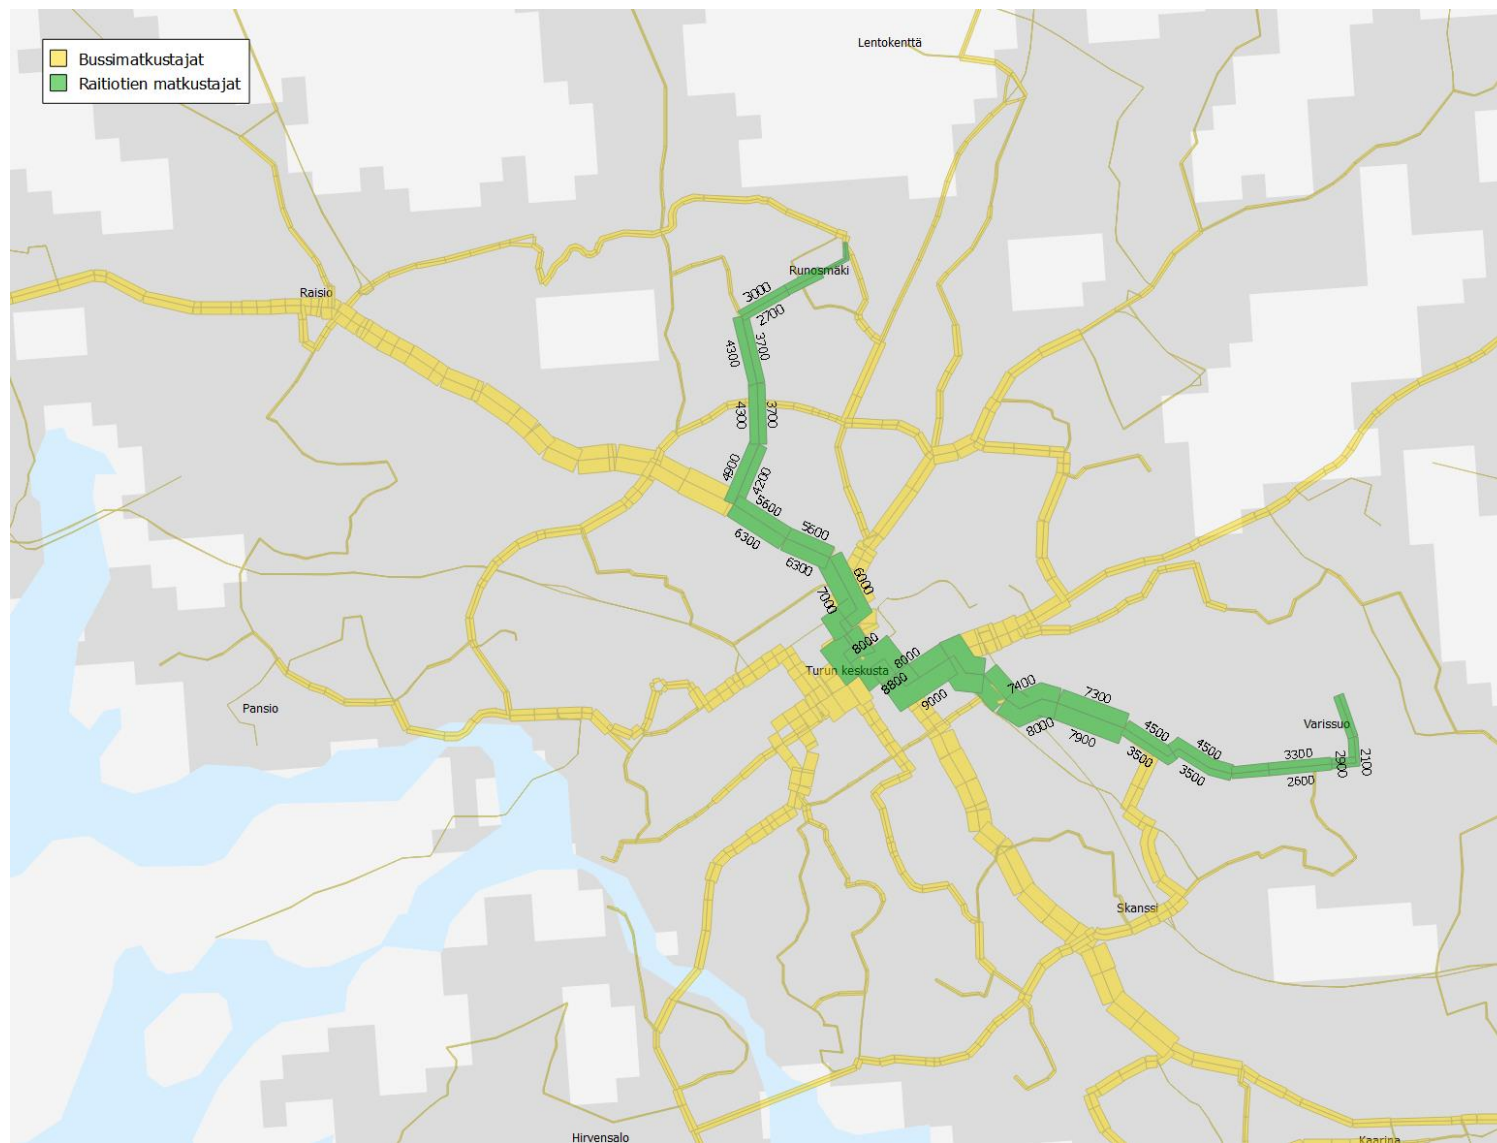 Lentokenttä
Bussimatkustajat
Raitiotien matkustajat
Runosmäki
Raisio
3000
2700
4300
3700
4300
3700
4900
4200
5600
5600
6300
6300
6000
7000
8000
8000
Turun keskusta
8800
9000
7400
7300
8000
7900
4500
4500
3500
3500
Pansio
Varissuo
3300
2600
2900
2100
Skanssi
Hirvensalo
Kaarina